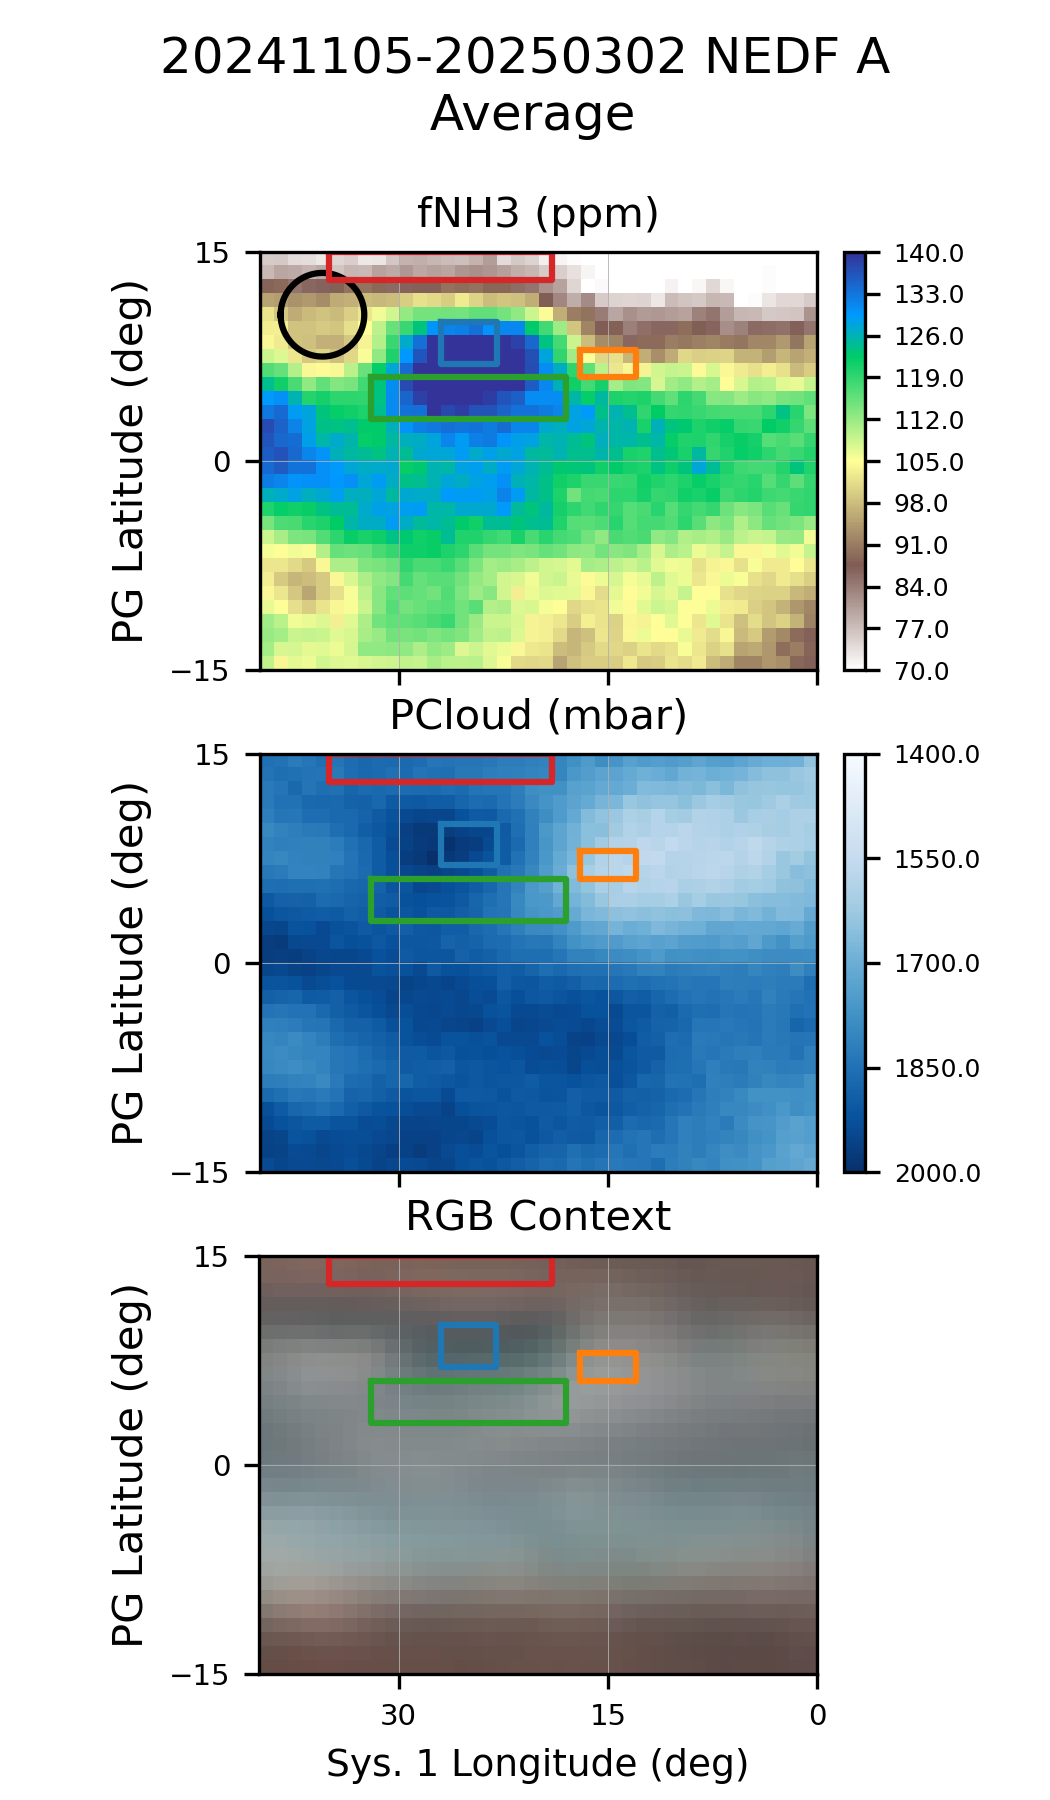 20241105-20250302 NEDF A
Average
fNH3 (ppm)
PG Latitude (deg)
15
0
−15
140.0
133.0
126.0
119.0
112.0
105.0
98.0
91.0
84.0
77.0
70.0
PCloud (mbar)
PG Latitude (deg)
15
0
−15
1400.0
1550.0
1700.0
1850.0
2000.0
RGB Context
PG Latitude (deg)
15
0
−15
30 15 0
Sys. 1 Longitude (deg)